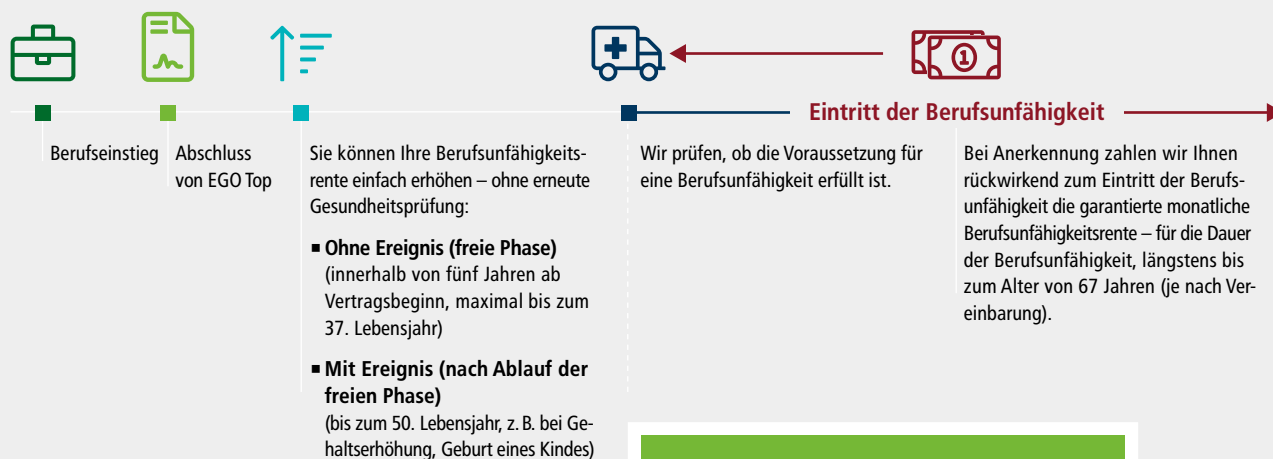 1
Eintritt der Berufsunfähigkeit
Berufseinstieg
Abschluss
von EGO Top
Sie können Ihre Berufsunfähigkeits-
rente einfach erhöhen – ohne erneute
Gesundheitsprüfung:
■ Ohne Ereignis (freie Phase)
(innerhalb von fünf Jahren ab
Vertragsbeginn, maximal bis zum
37. Lebensjahr)
■ Mit Ereignis (nach Ablauf der
freien Phase)
(bis zum 50. Lebensjahr, z. B. bei Ge-
haltserhöhung, Geburt eines Kindes)
Wir prüfen, ob die Voraussetzung für
eine Berufsunfähigkeit erfüllt ist.
Bei Anerkennung zahlen wir Ihnen
rückwirkend zum Eintritt der Berufs-
unfähigkeit die garantierte monatliche
Berufsunfähigkeitsrente – für die Dauer
der Berufsunfähigkeit, längstens bis
zum Alter von 67 Jahren (je nach Ver-
einbarung).